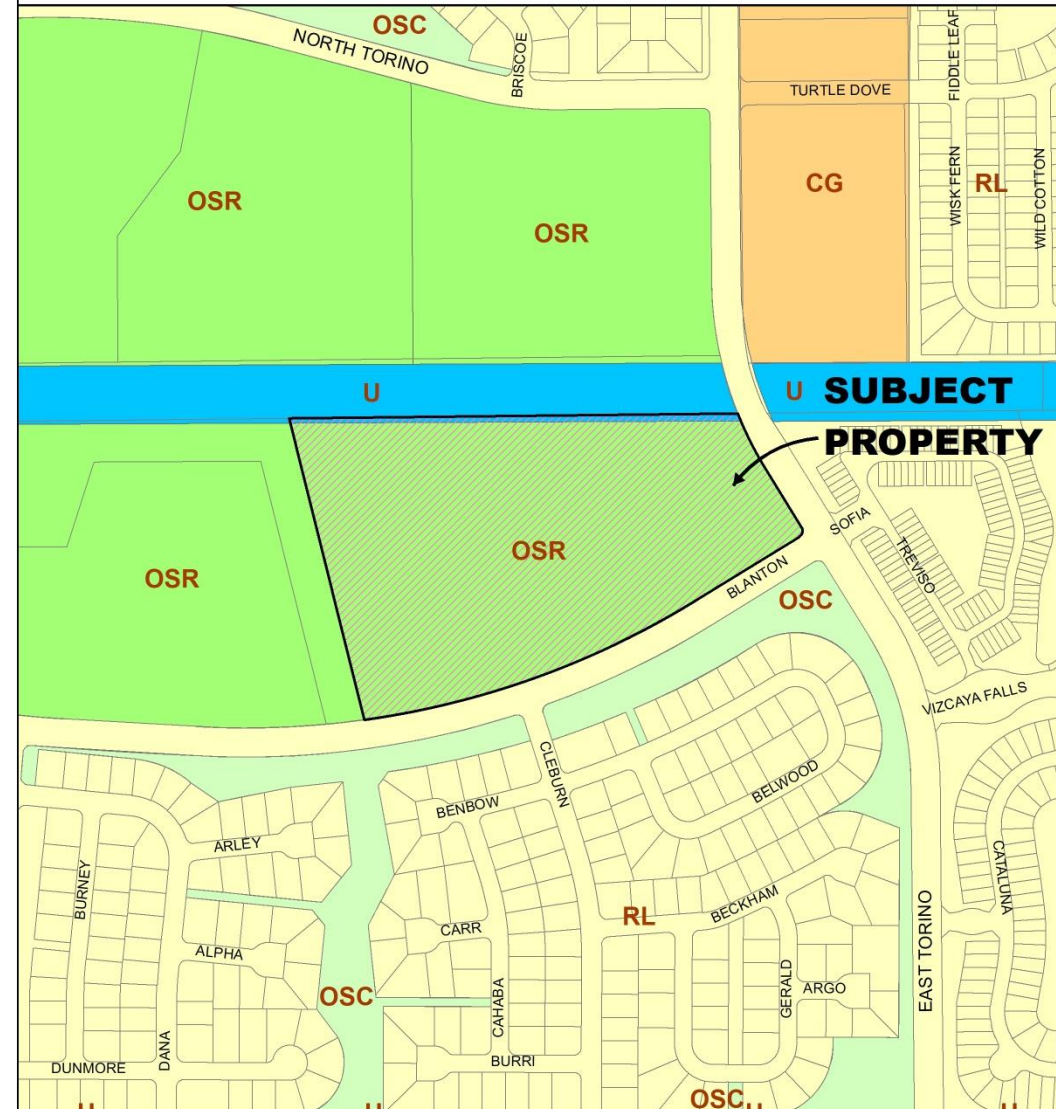 OSC
NORTH TORINO
BRISCOE
TURTLE DOVE
FIDDLE LEAF
OSR
OSR
CG
WISK FERN
RL
WILD COTTON
U
U
SUBJECT
PROPERTY
OSR
OSR
SOFIA
TREVISO
BLANTON
OSC
VIZCAYA FALLS
CLEBURN
BENBOW
BELWOOD
ARLEY
BURNEY
CATALUNA
RL
BECKHAM
CARR
ALPHA
EAST TORINO
GERALD
ARGO
OSC
CAHABA
DANA
BURRI
DUNMORE
OSC
U
U
U
U